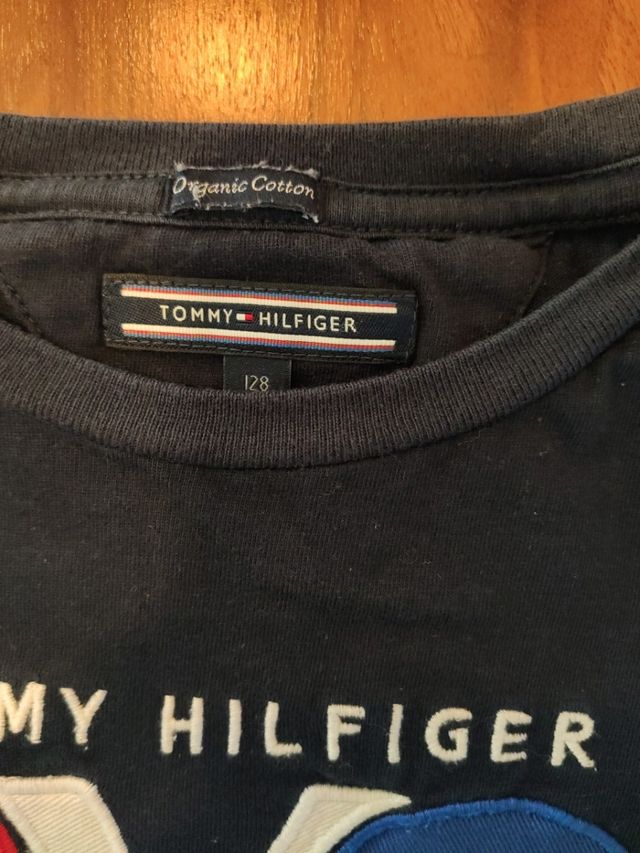 Organic Cotton
TOMMY HILFIGER
128
MY HILFIGER